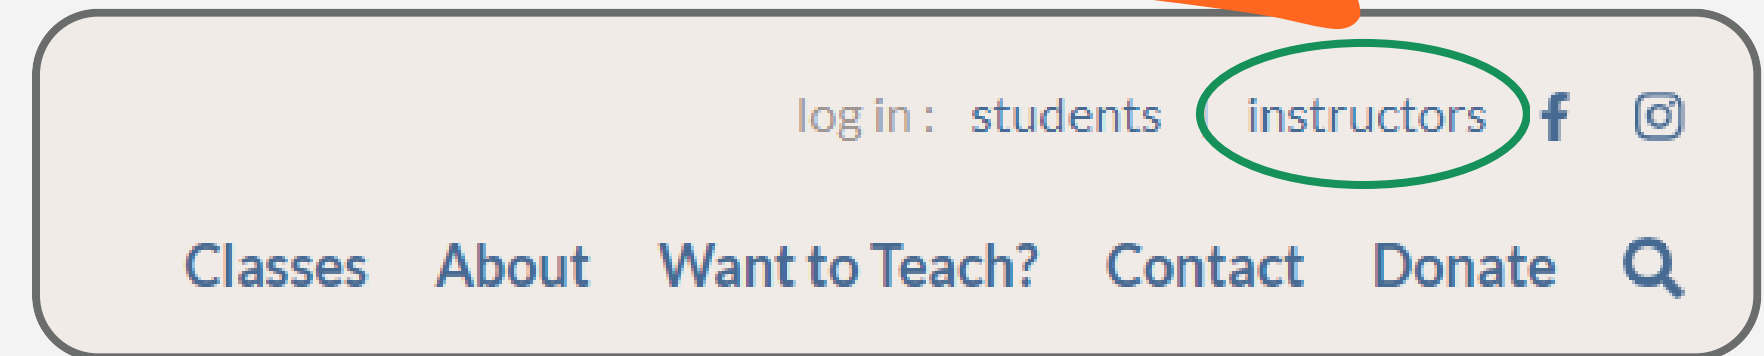 log in : students instructors
Classes About Want to Teach? Contact Donate